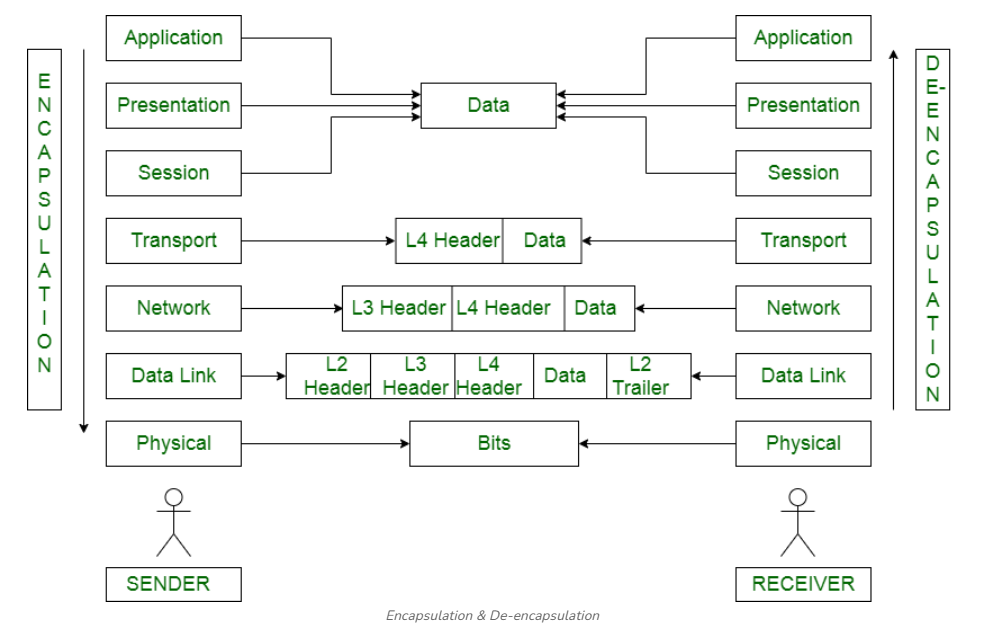 Application
Application
ENCAPSULATION
DE-ENCAPSULATION
Presentation
Data
Presentation
Session
Session
Transport
L4 Header
Data
Transport
Network
L3 Header
L4 Header
Data
Network
Data Link
L2
Header
L3
Header
L4
Header
Data
L2
Trailer
Data Link
Physical
Bits
Physical
SENDER
RECEIVER
Encapsulation & De-encapsulation